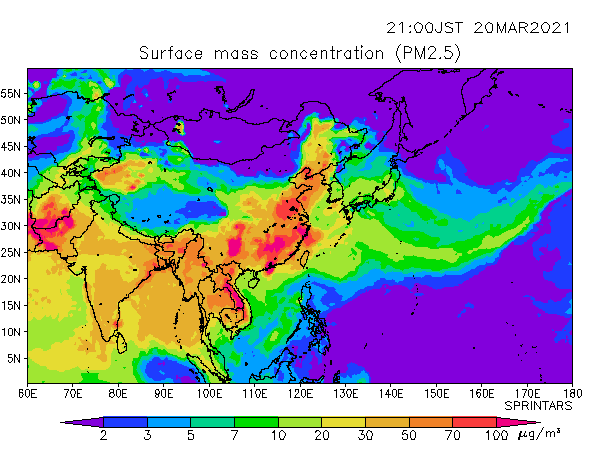 21:00JST 20MAR2021
Surface mass concentration (PM2.5)
55N
50N
45N
40N
35N
30N
25N
20N
15N
10N
5N
60E 70E 80E 90E 100E 110E 120E 130E 140E 150E 160E 170E 180
SPRINTARS
2 3 5 7 10 20 30 50 70 100 μg/m³